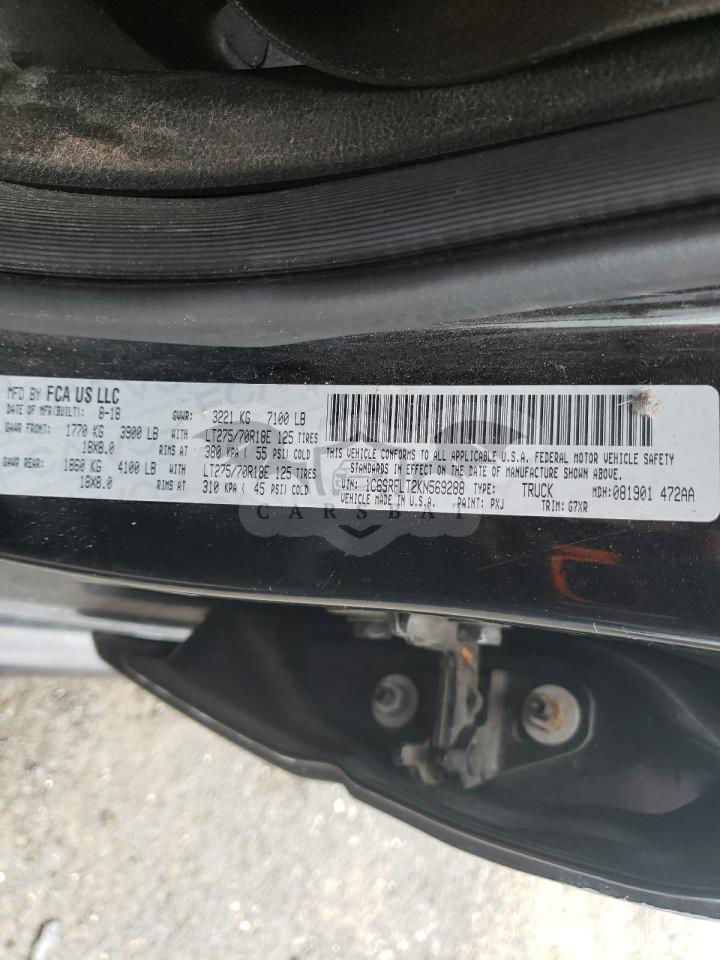 MFD BY FCA US LLC
DATE OF MFR(BUILT): 8-18 GVWR: 3221 KG 7100 LB
GAWR FRONT: 1770 KG 3900 LB WITH LT275/70R18E 125 TIRES
18X8.0 RIMS AT 380 KPA ( 55 PSI) COLD
GAWR REAR: 1860 KG 4100 LB WITH LT275/70R18E 125 TIRES
18X8.0 RIMS AT 310 KPA ( 45 PSI) COLD
THIS VEHICLE CONFORMS TO ALL APPLICABLE U.S.A. FEDERAL MOTOR VEHICLE SAFETY
STANDARDS IN EFFECT ON THE DATE OF MANUFACTURE SHOWN ABOVE.
VIN: 1C6SRFLT2KN569288 TYPE: TRUCK MDH: 081901 472AA
VEHICLE MADE IN U.S.A. PAINT: PXJ TRIM: G7XR
CARSBAT